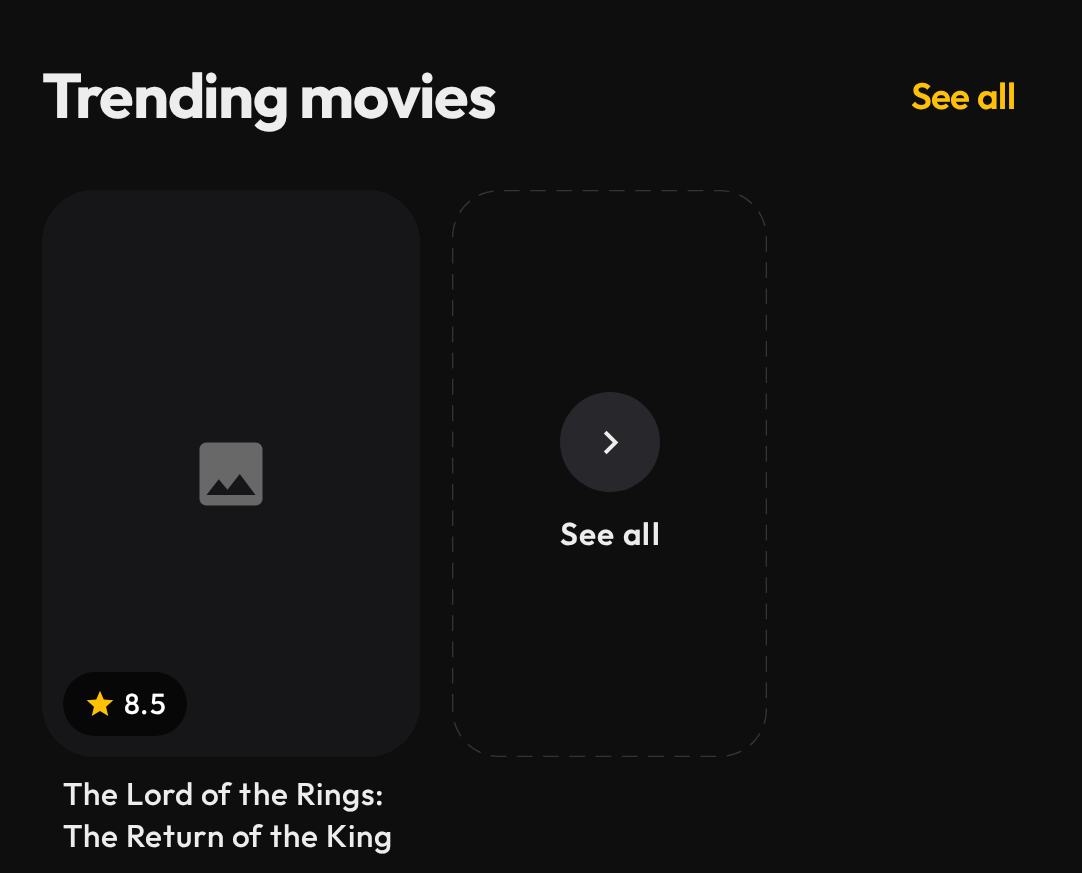 Trending movies
See all
See all
8.5
The Lord of the Rings:
The Return of the King